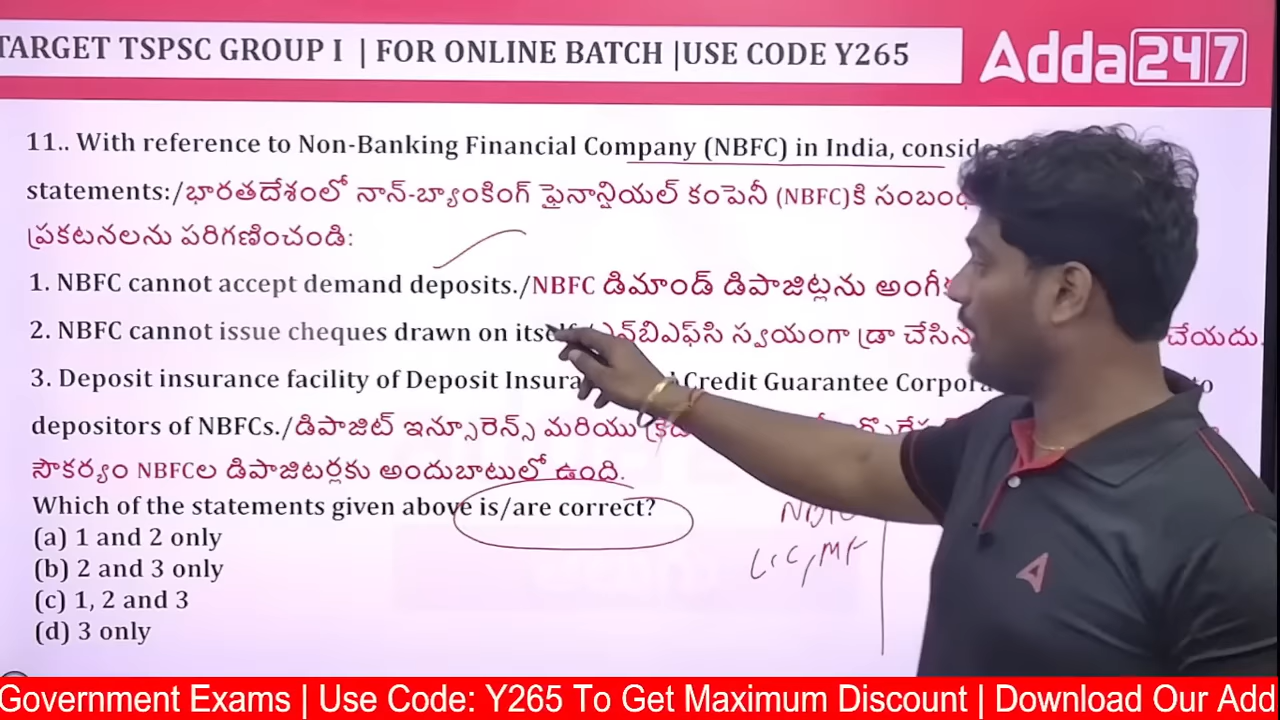 TARGET TSPSC GROUP I | FOR ONLINE BATCH |USE CODE Y265
Adda247
11.. With reference to Non-Banking Financial Company (NBFC) in India,
statements:/భారతదేశంలో నాన్-బ్యాంకింగ్ ఫైనాన్షియల్ కంపెనీ (NBFC)కి
ప్రకటనలను పరిగణించండి:
1. NBFC cannot accept demand deposits./NBFC డిమాండ్ డిపాజిట్లను
2. NBFC cannot issue cheques drawn on స్వయంగా డ్రా చేసిన చేయదు.
3. Deposit insurance facility of Deposit Credit Guarantee to
depositors of NBFCs./డిపాజిట్ ఇన్సూరెన్స్ మరియు
సౌకర్యం NBFCల డిపాజిటర్లకు అందుబాటులో ఉంది.
Which of the statements given above is/are correct?
(a) 1 and 2 only
(b) 2 and 3 only
(c) 1, 2 and 3
(d) 3 only
LIC, MF
Government Exams | Use Code: Y265 To Get Maximum Discount | Download Our